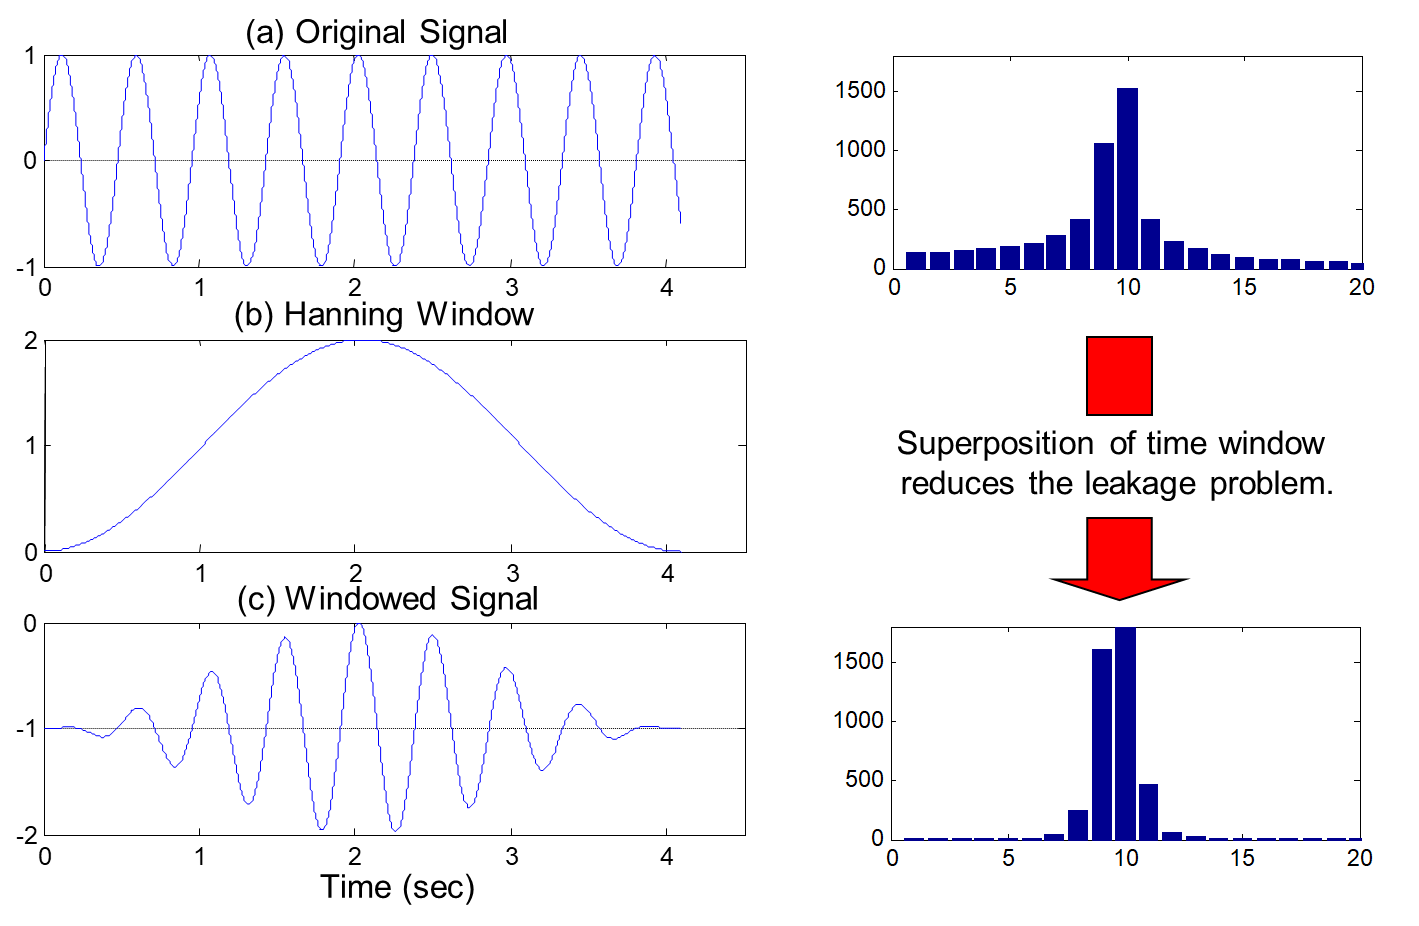 (a) Original Signal
1
0
-1
0 1 2 3 4
(b) Hanning Window
2
1
0
0 1 2 3 4
(c) Windowed Signal
0
-1
-2
0 1 2 3 4
Time (sec)
1500
1000
500
0
0 5 10 15 20
Superposition of time window
reduces the leakage problem.
1500
1000
500
0
0 5 10 15 20